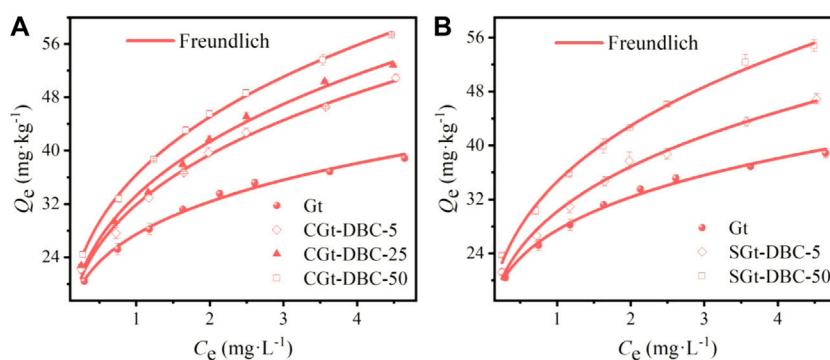 A
Freundlich
Qe (mg·kg⁻¹)
56
48
40
32
24
Gt
CGt-DBC-5
CGt-DBC-25
CGt-DBC-50
1
2
3
4
Ce (mg·L⁻¹)
B
Freundlich
Qe (mg·kg⁻¹)
56
48
40
32
24
Gt
SGt-DBC-5
SGt-DBC-50
1
2
3
4
Ce (mg·L⁻¹)